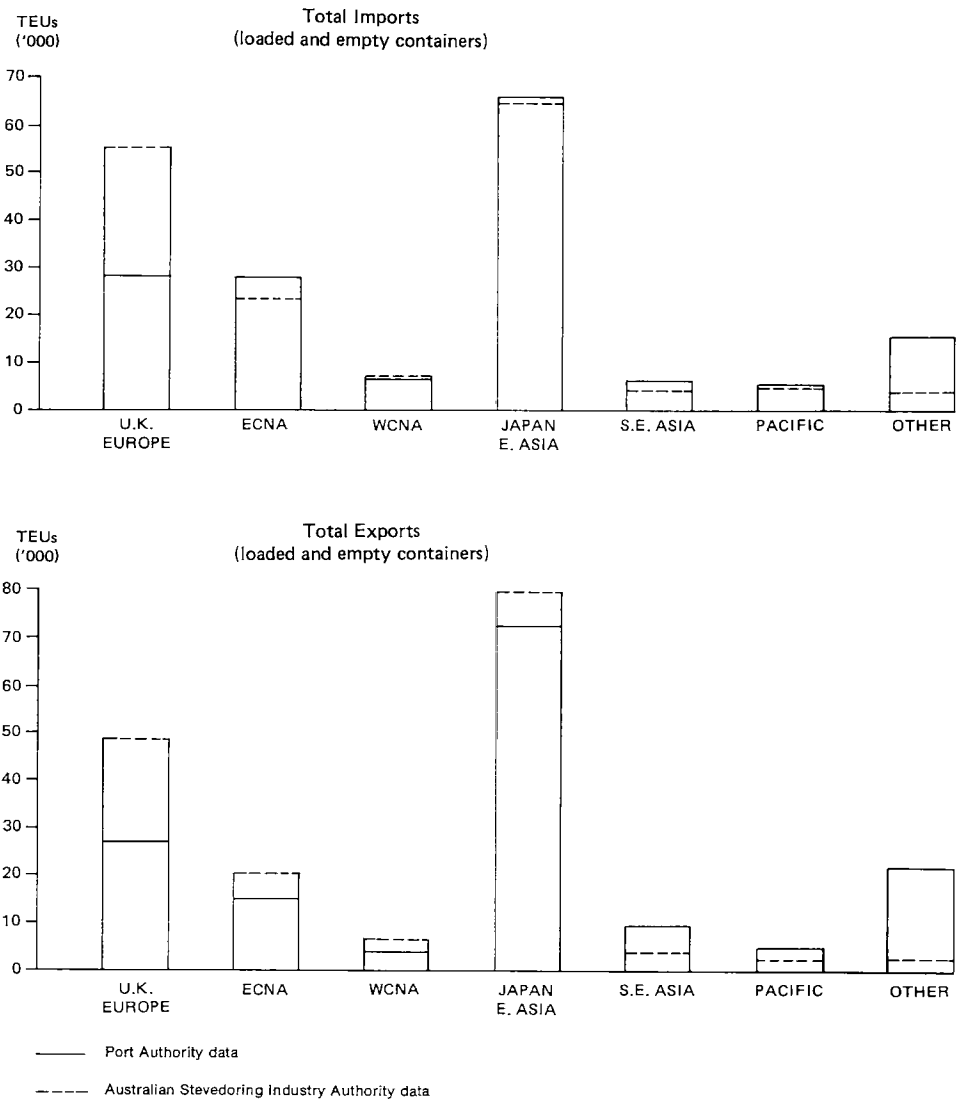 TEUs
('000)
Total Imports
(loaded and empty containers)
70
60
50
40
30
20
10
0
U.K.
EUROPE
ECNA
WCNA
JAPAN
E. ASIA
S.E. ASIA
PACIFIC
OTHER
TEUs
('000)
Total Exports
(loaded and empty containers)
80
70
60
50
40
30
20
10
0
U.K.
EUROPE
ECNA
WCNA
JAPAN
E. ASIA
S.E. ASIA
PACIFIC
OTHER
Port Authority data
Australian Stevedoring Industry Authority data